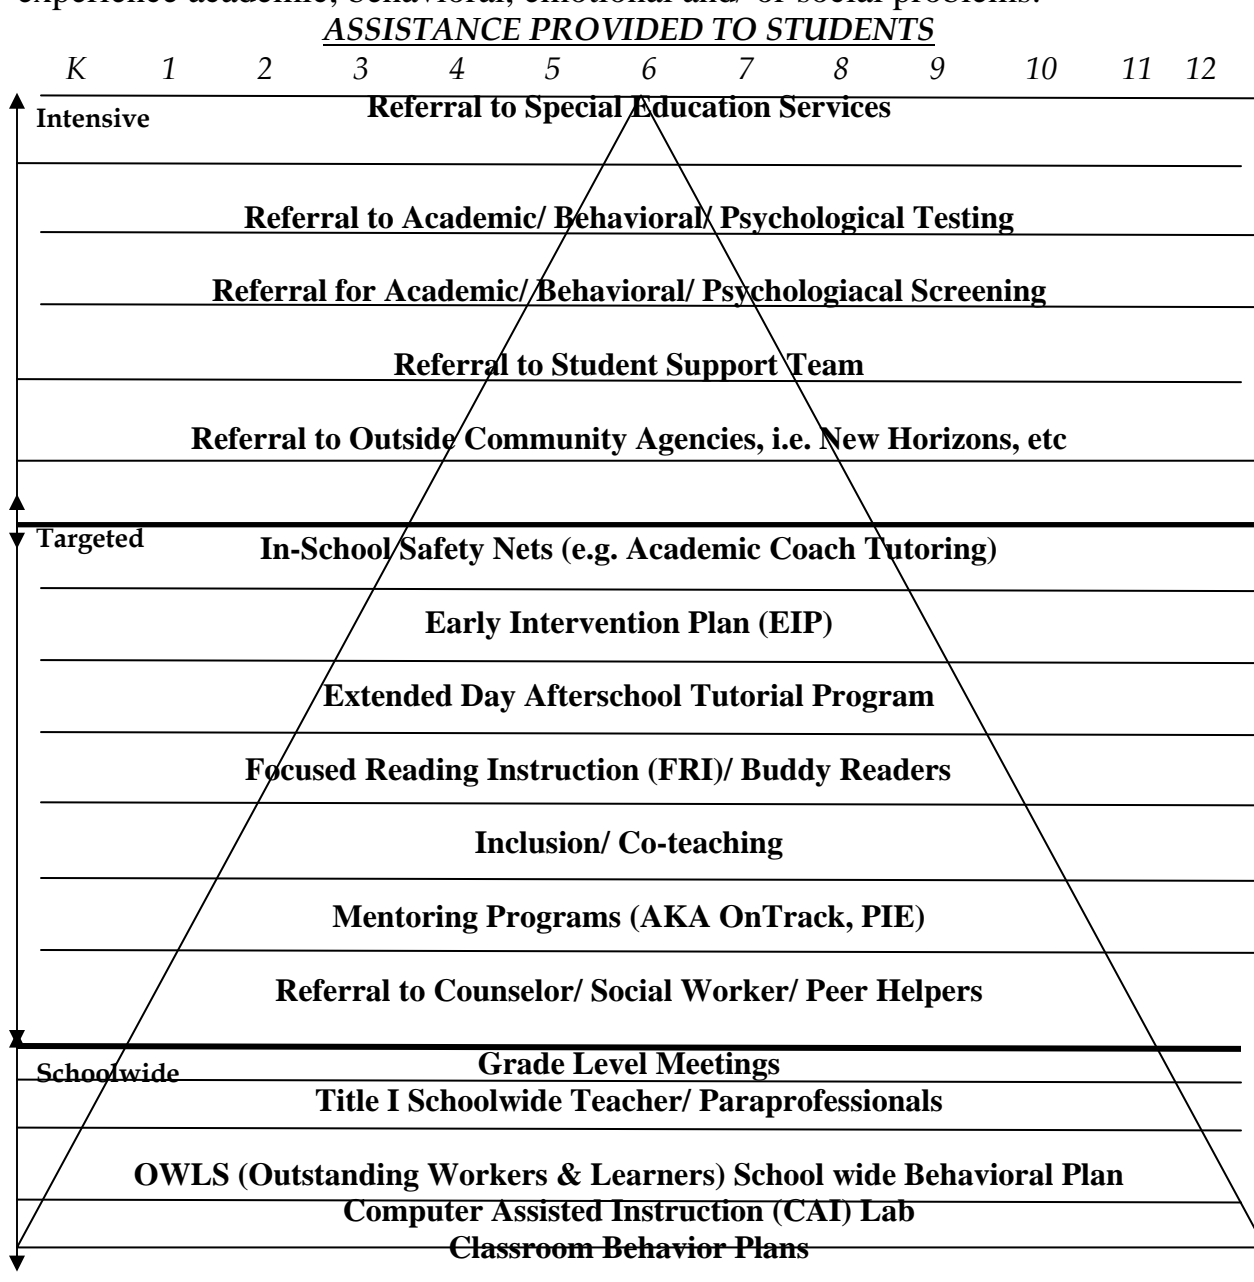 experience academic, behavioral, emotional and/ or social problems.
ASSISTANCE PROVIDED TO STUDENTS
K 1 2 3 4 5 6 7 8 9 10 11 12
Intensive
Referral to Special Education Services
Referral to Academic/ Behavioral/ Psychological Testing
Referral for Academic/ Behavioral/ Psychologiacal Screening
Referral to Student Support Team
Referral to Outside Community Agencies, i.e. New Horizons, etc
Targeted
In-School Safety Nets (e.g. Academic Coach Tutoring)
Early Intervention Plan (EIP)
Extended Day Afterschool Tutorial Program
Focused Reading Instruction (FRI)/ Buddy Readers
Inclusion/ Co-teaching
Mentoring Programs (AKA OnTrack, PIE)
Referral to Counselor/ Social Worker/ Peer Helpers
Schoolwide
Grade Level Meetings
Title I Schoolwide Teacher/ Paraprofessionals
OWLS (Outstanding Workers & Learners) School wide Behavioral Plan
Computer Assisted Instruction (CAI) Lab
Classroom Behavior Plans